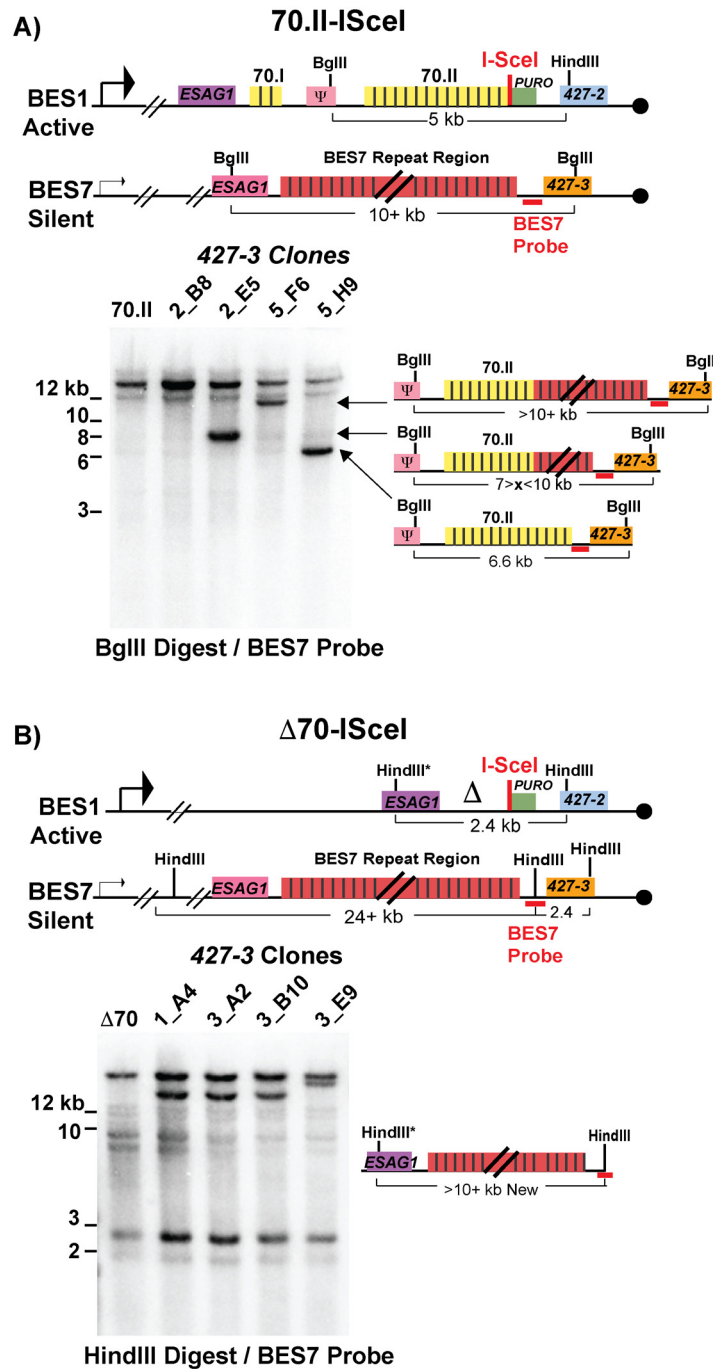 A)
70.II-IScel
BglII
70.II
I-SceI
PURO
HindIII
BES1
Active
ESAG1
70.I
Ψ
427-2
5 kb
BES7
Silent
BglII
ESAG1
BES7 Repeat Region
BglII
427-3
10+ kb
BES7
Probe
427-3 Clones
70.II 2_B8 2_E5 5_F6 5_H9
12 kb
10
8
6
3
BglII
70.II
BglI
Ψ
427-3
>10+ kb
BglII
70.II
BglII
Ψ
427-3
7>x<10 kb
BglII
70.II
BglII
Ψ
427-3
6.6 kb
BglII Digest / BES7 Probe
B)
Δ70-IScel
HindIII*
Δ
I-SceI
PURO
HindIII
BES1
Active
ESAG1
427-2
2.4 kb
BES7
Silent
HindIII
ESAG1
BES7 Repeat Region
HindIII
HindIII
427-3
24+ kb
2.4
BES7
Probe
427-3 Clones
Δ70 1_A4 3_A2 3_B10 3_E9
12 kb
10
3
2
HindIII*
HindIII
ESAG1
>10+ kb New
HindIII Digest / BES7 Probe